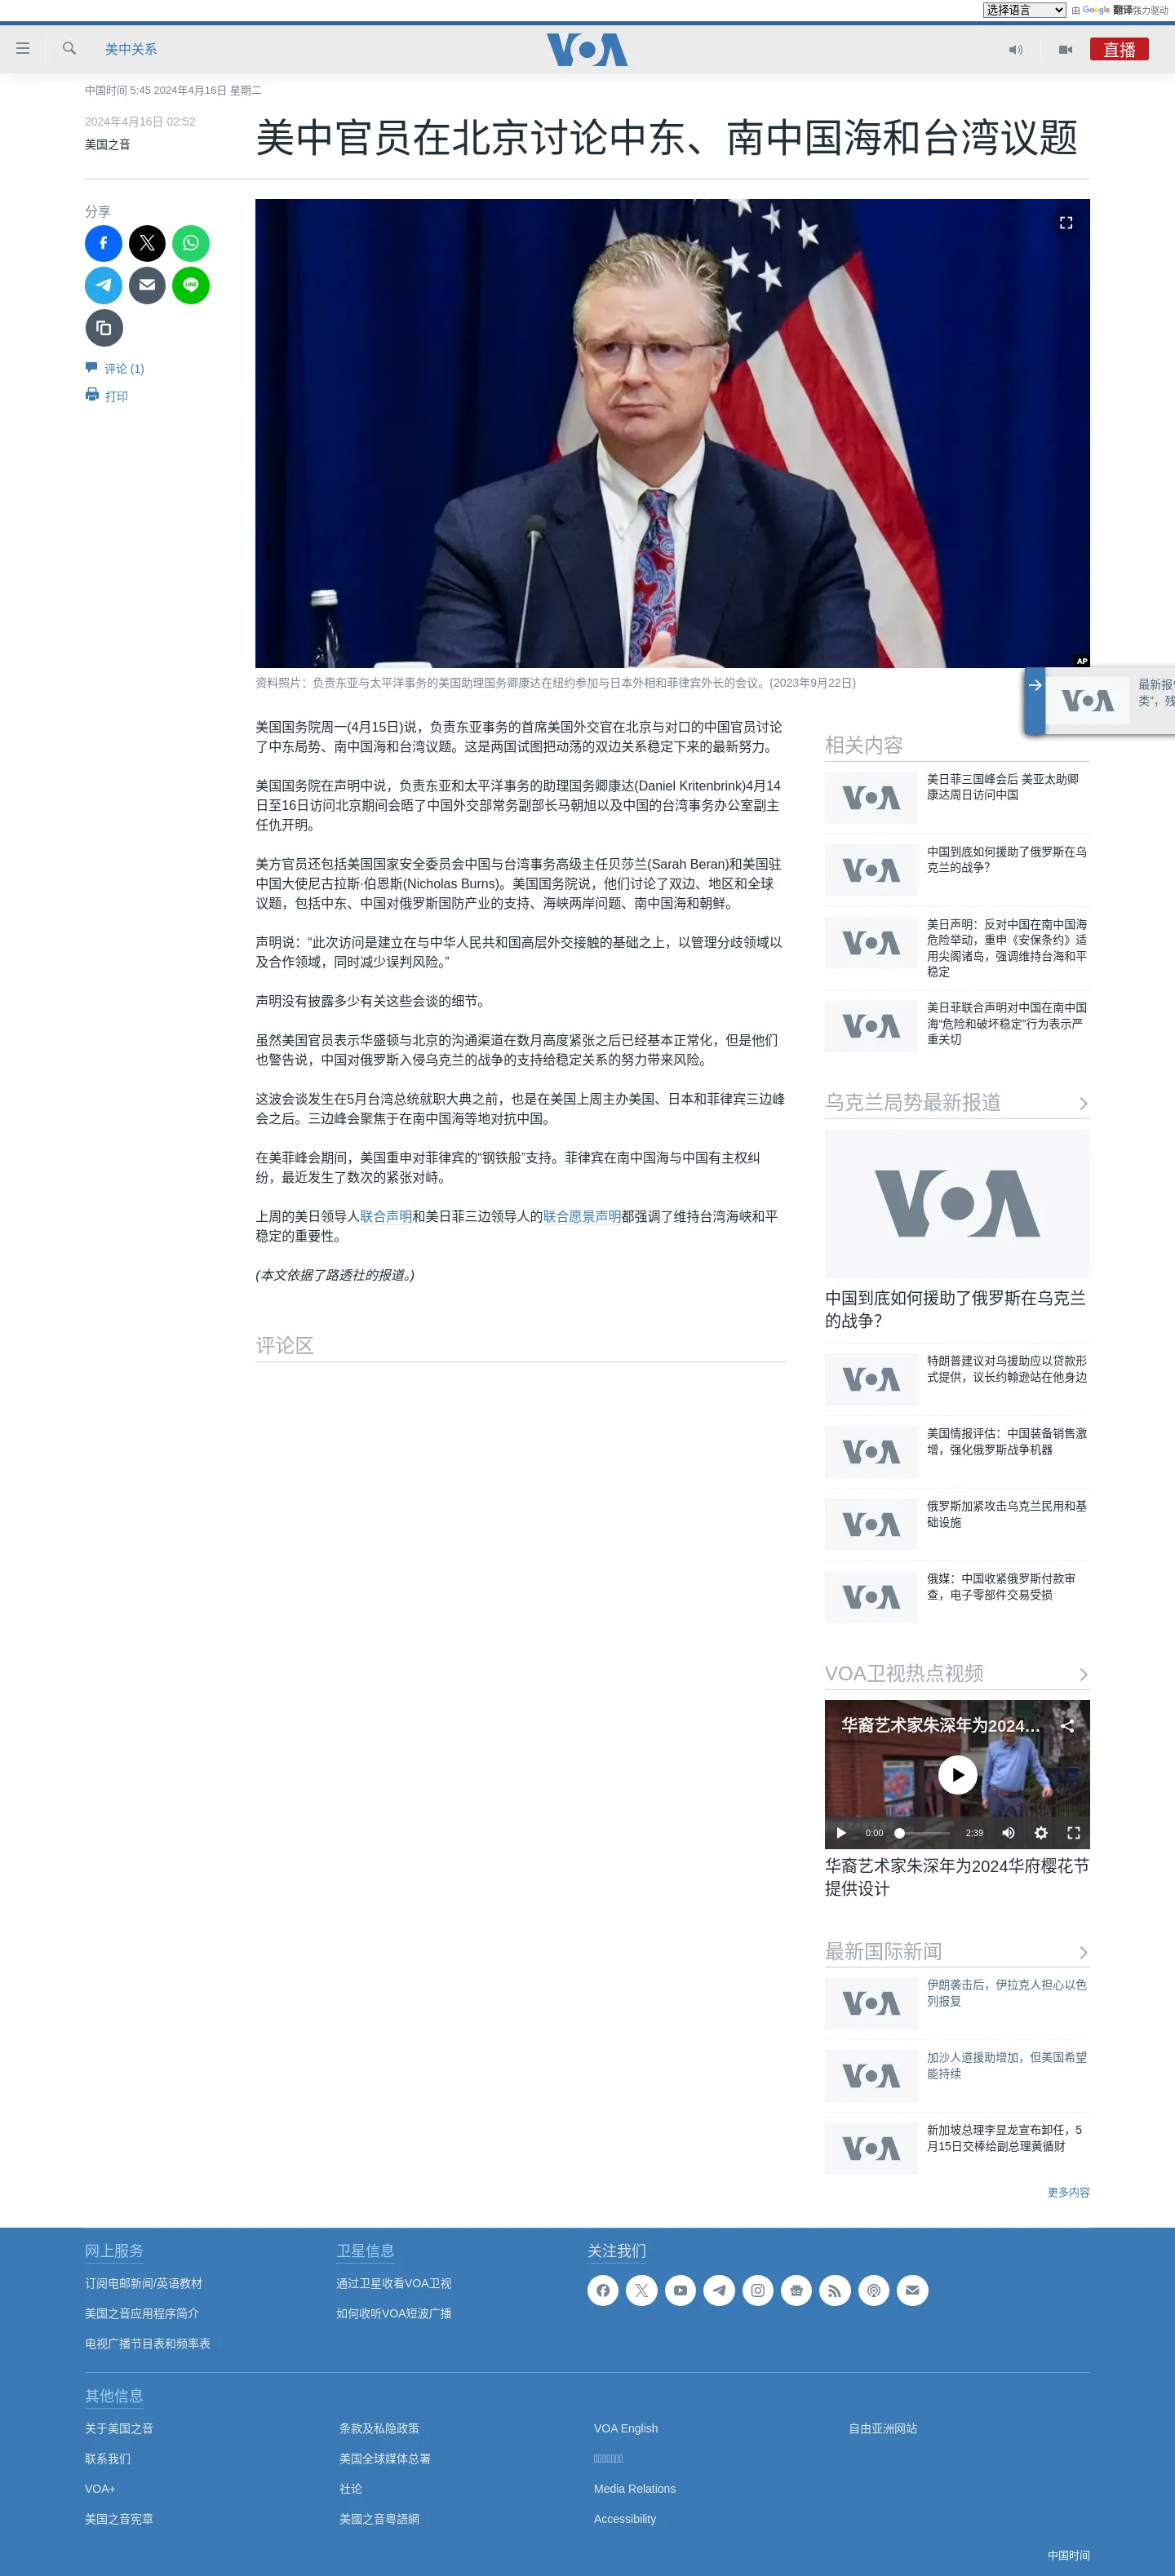 选择语言
由 Google 翻译强力驱动
美中关系
VOA
直播
中国时间 5:45 2024年4月16日 星期二
2024年4月16日 02:52
美国之音
美中官员在北京讨论中东、南中国海和台湾议题
分享
评论 (1)
打印
AP
资料照片：负责东亚与太平洋事务的美国助理国务卿康达在纽约参加与日本外相和菲律宾外长的会议。(2023年9月22日)
美国国务院周一(4月15日)说，负责东亚事务的首席美国外交官在北京与对口的中国官员讨论
了中东局势、南中国海和台湾议题。这是两国试图把动荡的双边关系稳定下来的最新努力。
美国国务院在声明中说，负责东亚和太平洋事务的助理国务卿康达(Daniel Kritenbrink)4月14
日至16日访问北京期间会晤了中国外交部常务副部长马朝旭以及中国的台湾事务办公室副主
任仇开明。
美方官员还包括美国国家安全委员会中国与台湾事务高级主任贝莎兰(Sarah Beran)和美国驻
中国大使尼古拉斯·伯恩斯(Nicholas Burns)。美国国务院说，他们讨论了双边、地区和全球
议题，包括中东、中国对俄罗斯国防产业的支持、海峡两岸问题、南中国海和朝鲜。
声明说：“此次访问是建立在与中华人民共和国高层外交接触的基础之上，以管理分歧领域以
及合作领域，同时减少误判风险。”
声明没有披露多少有关这些会谈的细节。
虽然美国官员表示华盛顿与北京的沟通渠道在数月高度紧张之后已经基本正常化，但是他们
也警告说，中国对俄罗斯入侵乌克兰的战争的支持给稳定关系的努力带来风险。
这波会谈发生在5月台湾总统就职大典之前，也是在美国上周主办美国、日本和菲律宾三边峰
会之后。三边峰会聚焦于在南中国海等地对抗中国。
在美菲峰会期间，美国重申对菲律宾的“钢铁般”支持。菲律宾在南中国海与中国有主权纠
纷，最近发生了数次的紧张对峙。
上周的美日领导人联合声明和美日菲三边领导人的联合愿景声明都强调了维持台湾海峡和平
稳定的重要性。
(本文依据了路透社的报道。)
评论区
VOA
最新报
类”，残
相关内容
VOA
美日菲三国峰会后 美亚太助卿
康达周日访问中国
VOA
中国到底如何援助了俄罗斯在乌
克兰的战争？
VOA
美日声明：反对中国在南中国海
危险举动，重申《安保条约》适
用尖阁诸岛，强调维持台海和平
稳定
VOA
美日菲联合声明对中国在南中国
海“危险和破坏稳定”行为表示严
重关切
乌克兰局势最新报道
VOA
中国到底如何援助了俄罗斯在乌克兰
的战争？
VOA
特朗普建议对乌援助应以贷款形
式提供，议长约翰逊站在他身边
VOA
美国情报评估：中国装备销售激
增，强化俄罗斯战争机器
VOA
俄罗斯加紧攻击乌克兰民用和基
础设施
VOA
俄媒：中国收紧俄罗斯付款审
查，电子零部件交易受损
VOA卫视热点视频
华裔艺术家朱深年为2024...
0:00
2:39
华裔艺术家朱深年为2024华府樱花节
提供设计
最新国际新闻
VOA
伊朗袭击后，伊拉克人担心以色
列报复
VOA
加沙人道援助增加，但美国希望
能持续
VOA
新加坡总理李显龙宣布卸任，5
月15日交棒给副总理黄循财
更多内容
网上服务
订阅电邮新闻/英语教材
美国之音应用程序简介
电视广播节目表和频率表
卫星信息
通过卫星收看VOA卫视
如何收听VOA短波广播
关注我们
其他信息
关于美国之音
联系我们
VOA+
美国之音宪章
条款及私隐政策
美国全球媒体总署
社论
美國之音粵語網
VOA English
Media Relations
Accessibility
自由亚洲网站
中国时间